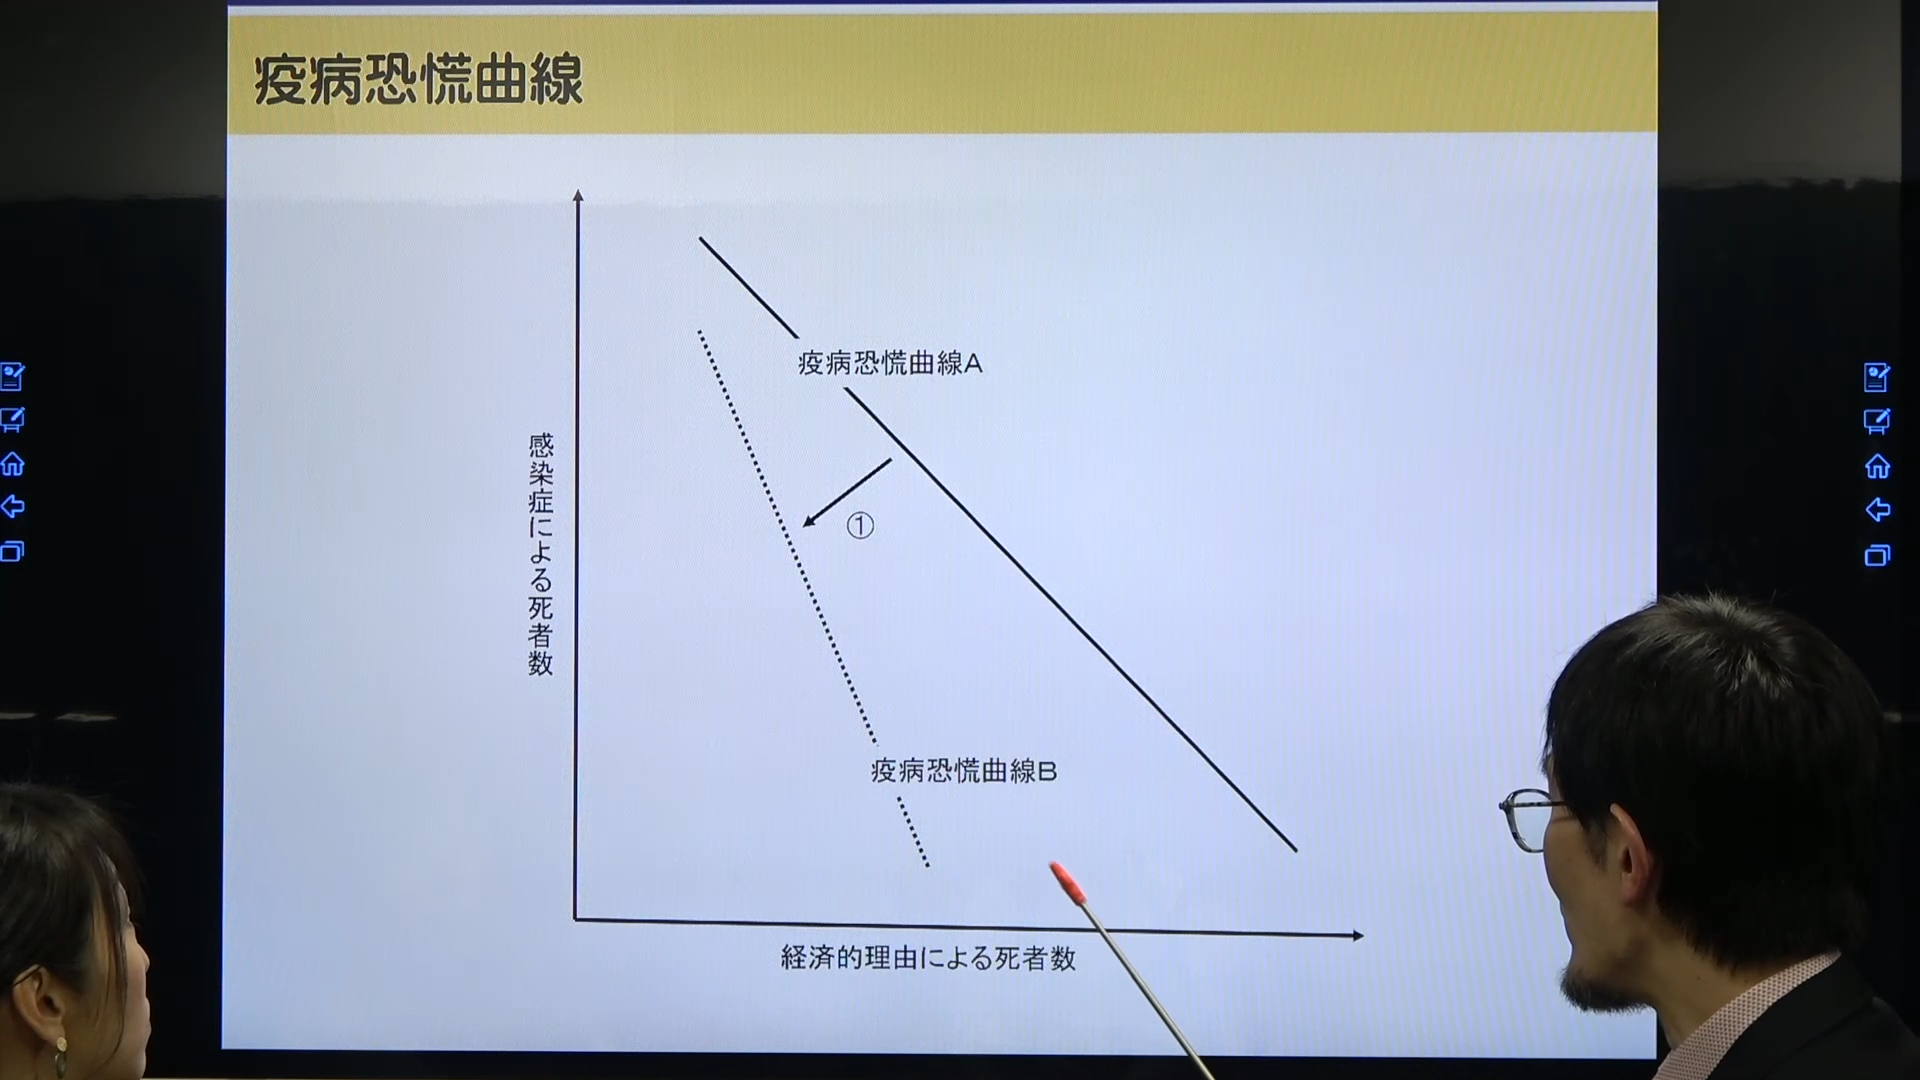 疫病恐慌曲線
疫病恐慌曲線A
①
感染症による死者数
疫病恐慌曲線B
経済的理由による死者数